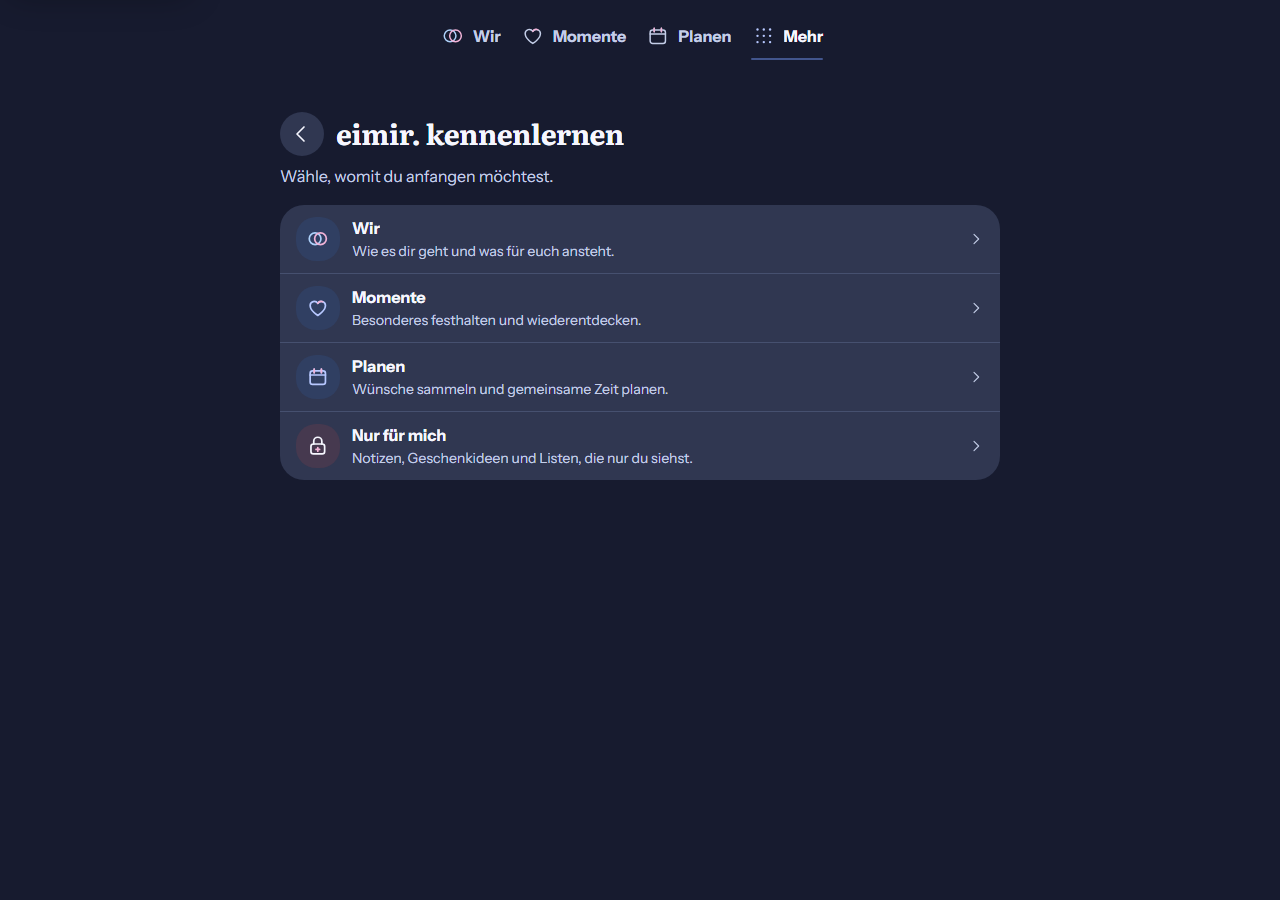 Wir Momente Planen Mehr
eimir. kennenlernen
Wähle, womit du anfangen möchtest.
Wir
Wie es dir geht und was für euch ansteht.
Momente
Besonderes festhalten und wiederentdecken.
Planen
Wünsche sammeln und gemeinsame Zeit planen.
Nur für mich
Notizen, Geschenkideen und Listen, die nur du siehst.